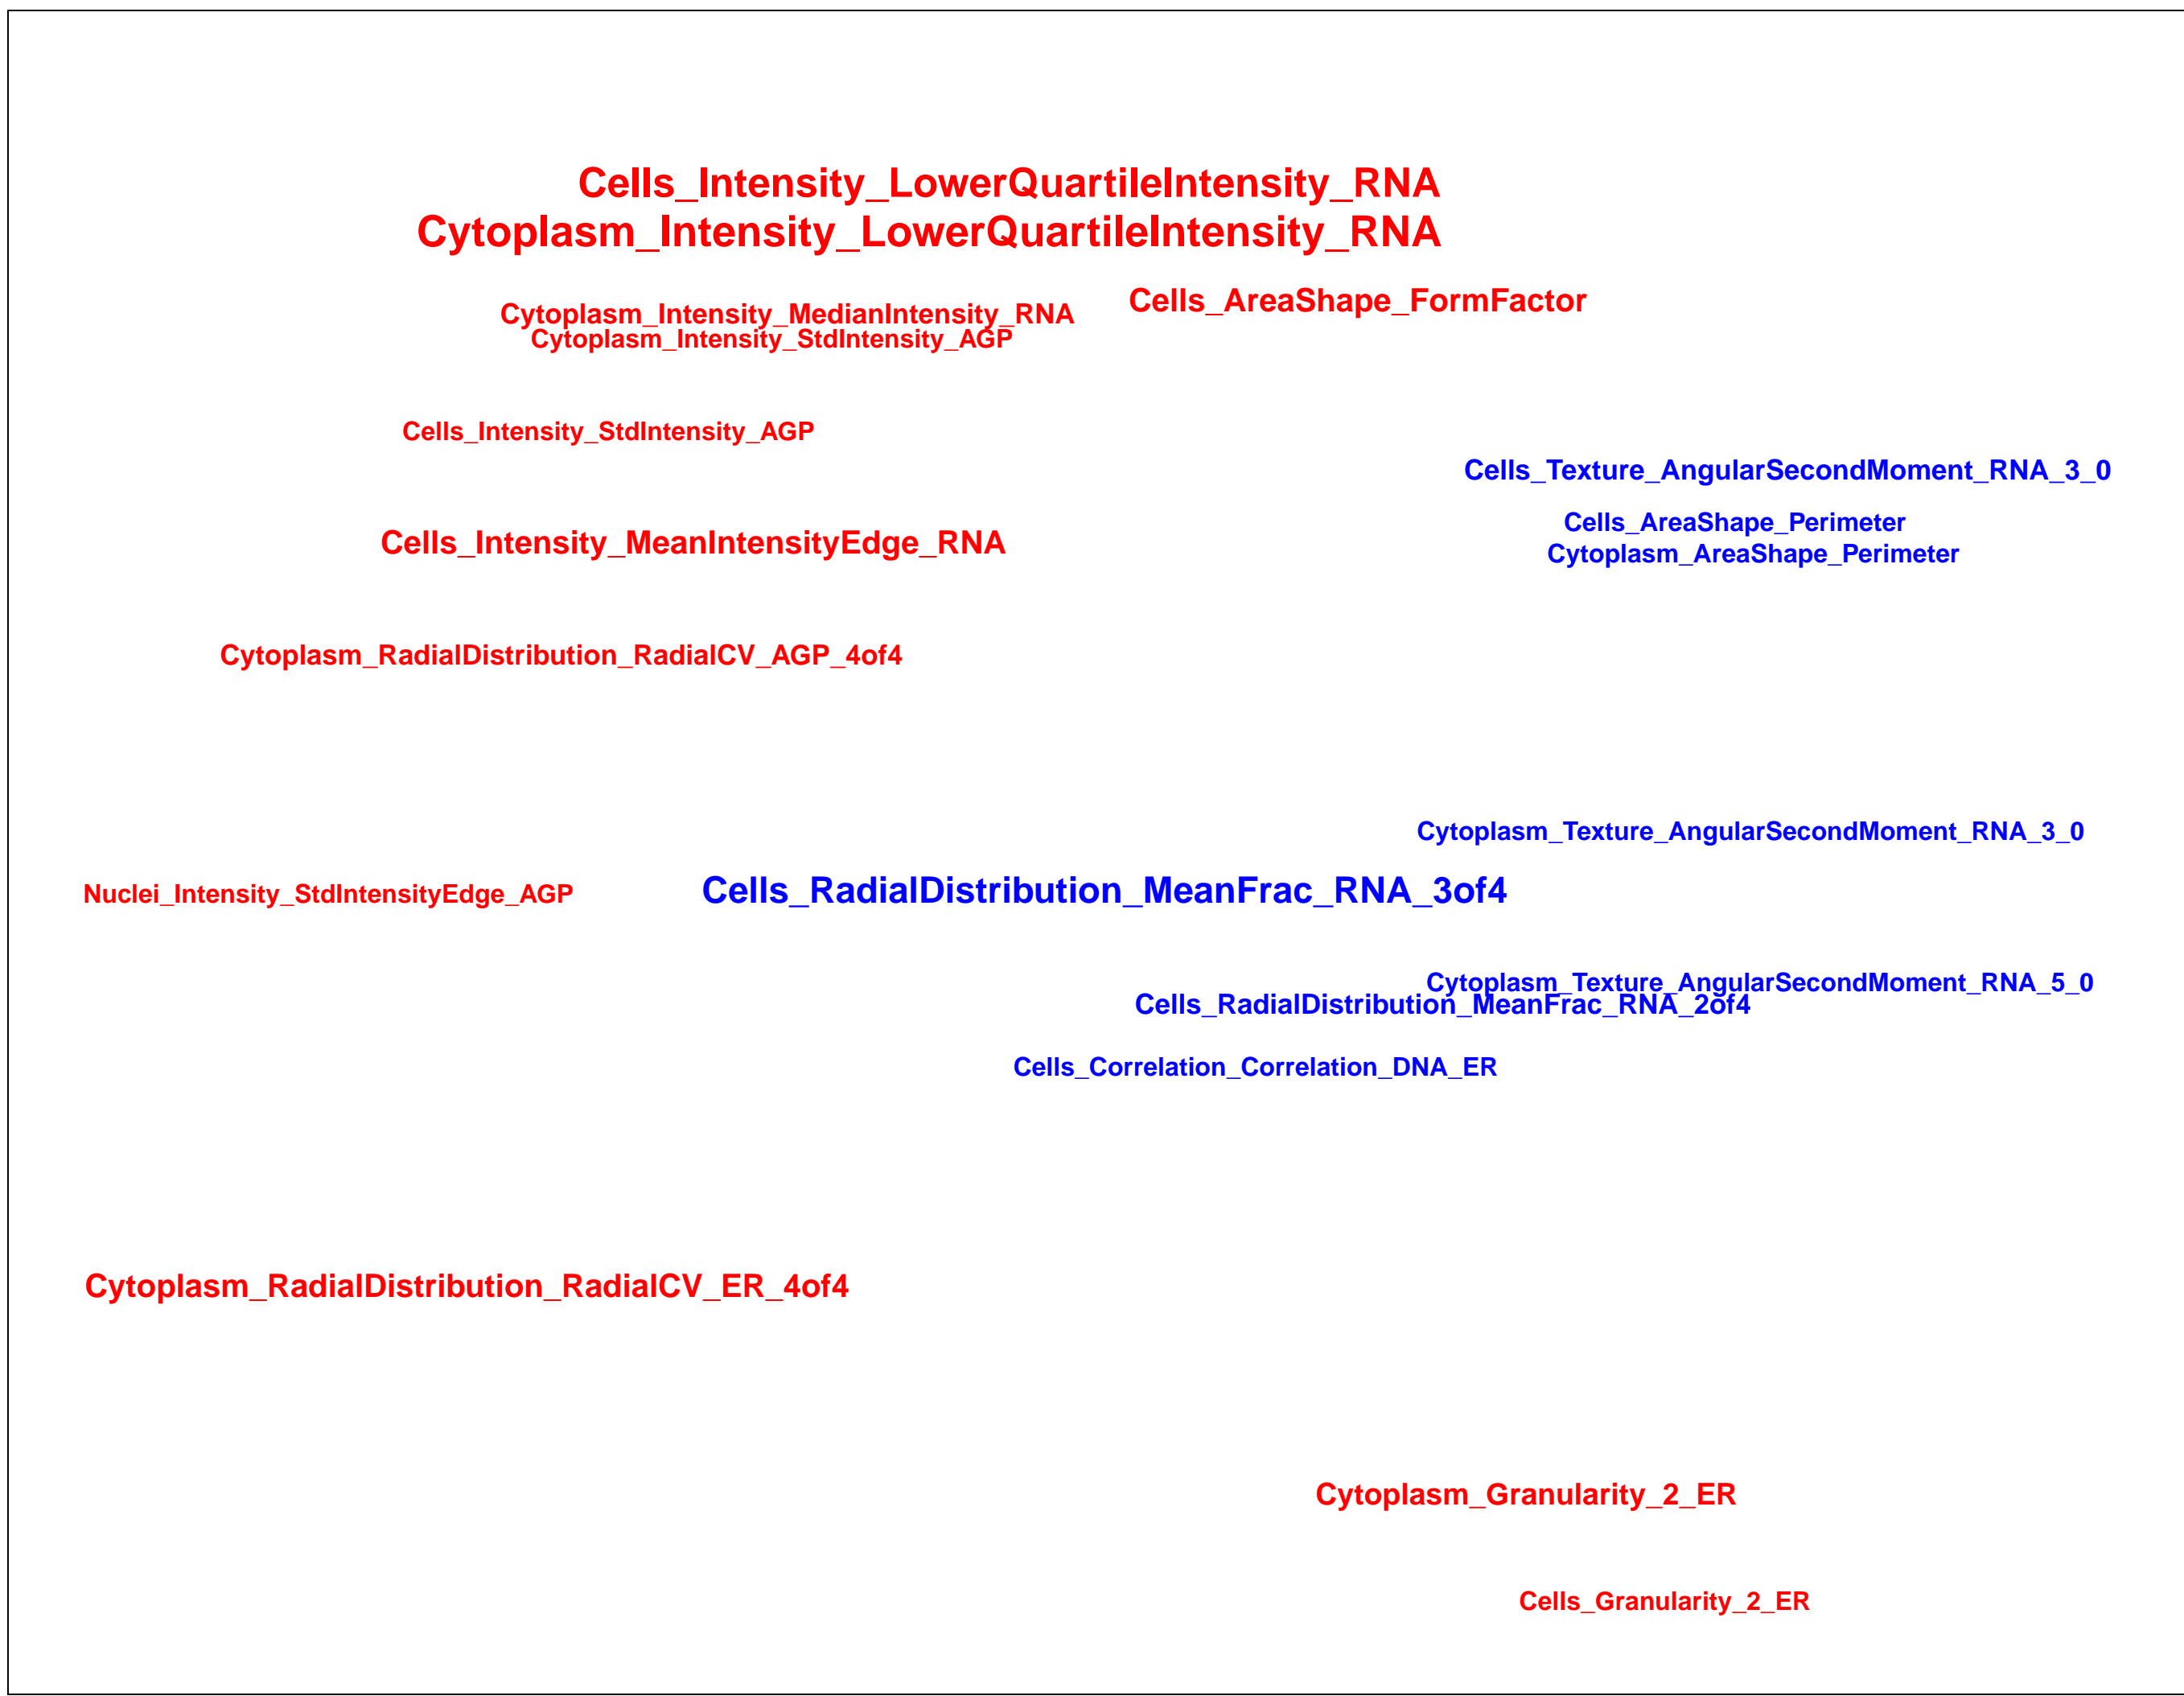 Cells_Intensity_LowerQuartileIntensity_RNA
Cytoplasm_Intensity_LowerQuartileIntensity_RNA
Cells_AreaShape_FormFactor
Cytoplasm_Intensity_MedianIntensity_RNA
Cytoplasm_Intensity_StdIntensity_AGP
Cells_Intensity_StdIntensity_AGP
Cells_Texture_AngularSecondMoment_RNA_3_0
Cells_AreaShape_Perimeter
Cells_Intensity_MeanIntensityEdge_RNA
Cytoplasm_AreaShape_Perimeter
Cytoplasm_RadialDistribution_RadialCV_AGP_4of4
Cytoplasm_Texture_AngularSecondMoment_RNA_3_0
Nuclei_Intensity_StdIntensityEdge_AGP
Cells_RadialDistribution_MeanFrac_RNA_3of4
Cytoplasm_Texture_AngularSecondMoment_RNA_5_0
Cells_RadialDistribution_MeanFrac_RNA_2of4
Cells_Correlation_Correlation_DNA_ER
Cytoplasm_RadialDistribution_RadialCV_ER_4of4
Cytoplasm_Granularity_2_ER
Cells_Granularity_2_ER